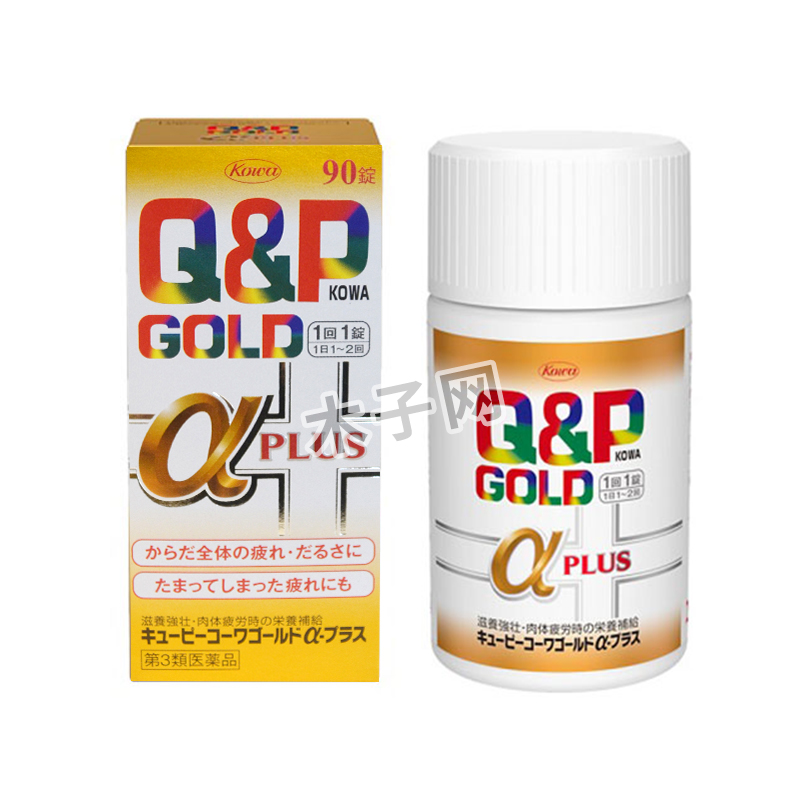 Kowa
90錠
Q&P
KOWA
GOLD
1回1錠
1日1~2回
α PLUS
からだ全体の疲れ・だるさに
たまってしまった疲れにも
滋養強壮・肉体疲労時の栄養補給
キューピーコーワゴールドα-プラス
第3類医薬品
木子网
Kowa
Q&P
KOWA
GOLD
1回1錠
1日1~2回
α PLUS
滋養強壮・肉体疲労時の栄養補給
キューピーコーワゴールドα-プラス